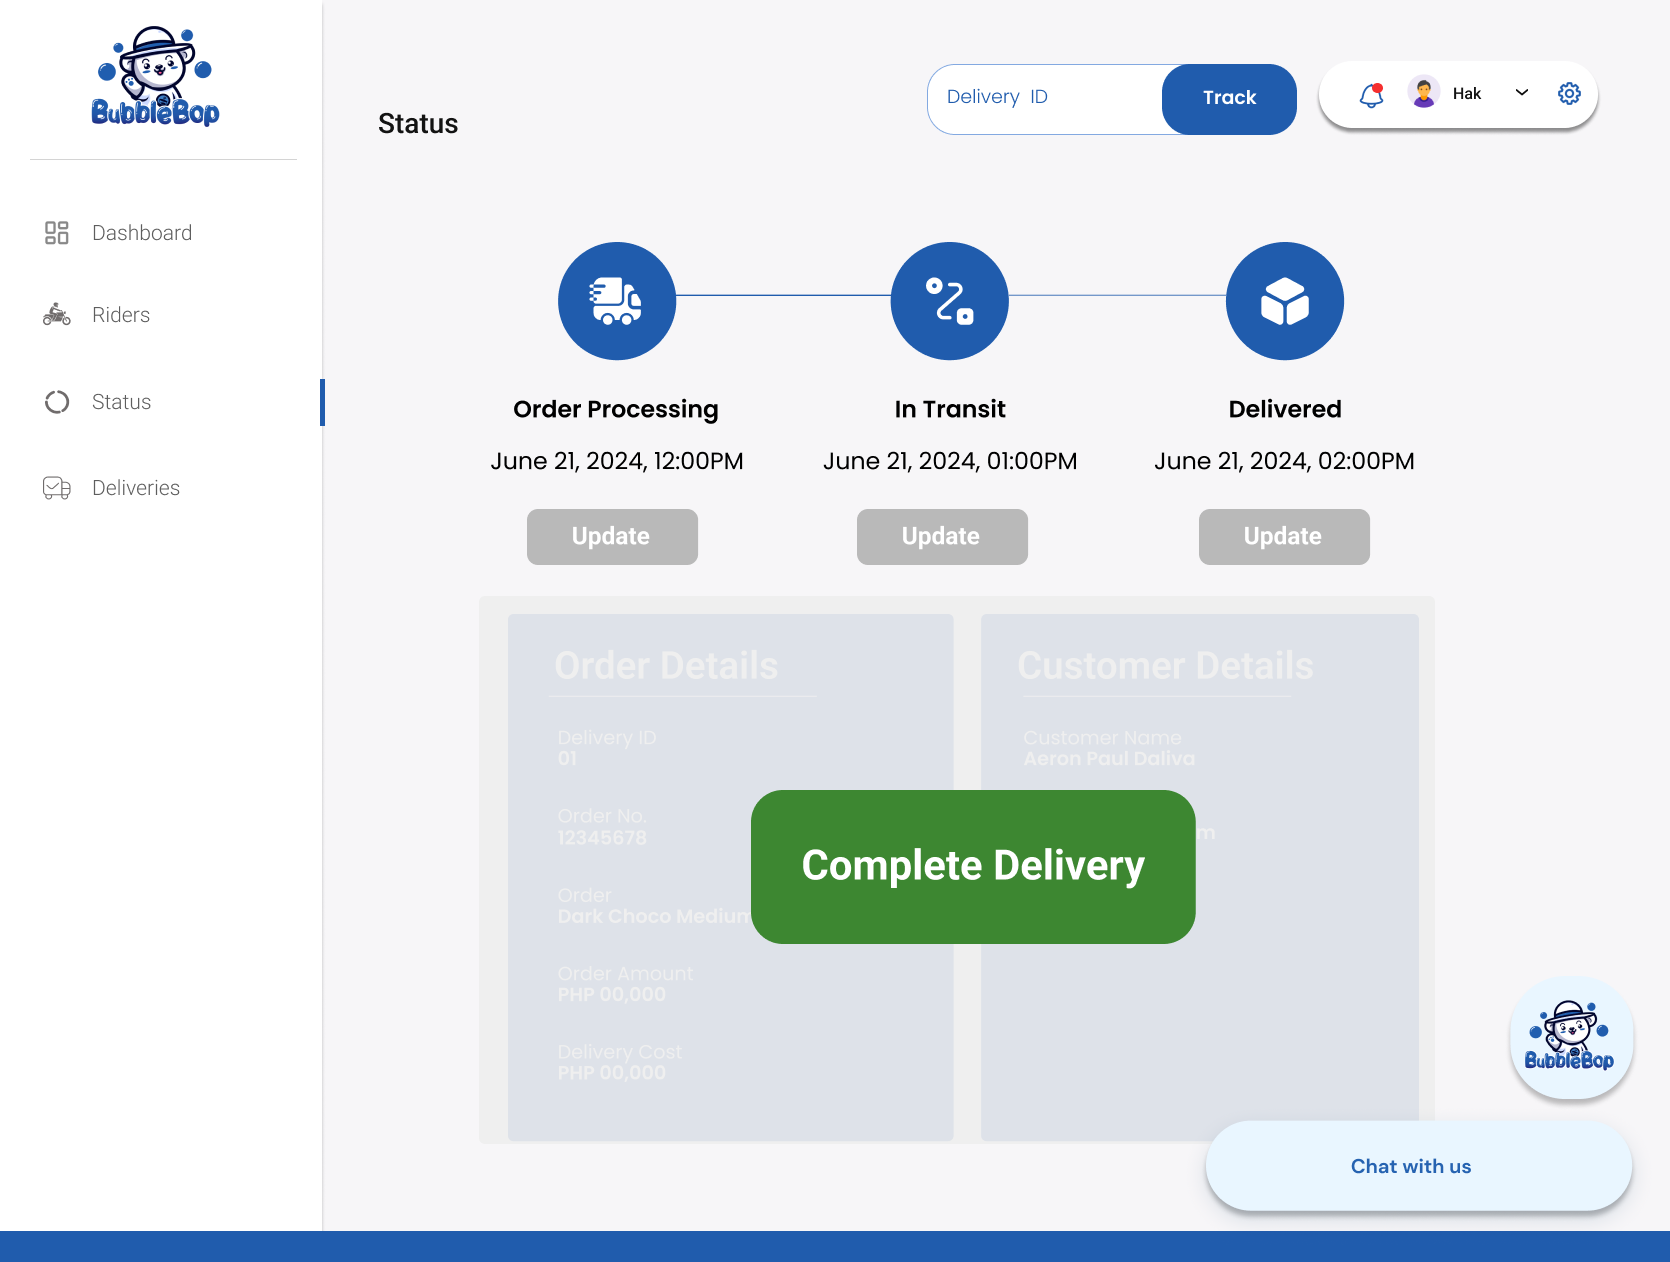 BubbleBop
Status
Delivery ID
Track
Hak
Dashboard
Riders
Status
Deliveries
Order Processing
In Transit
Delivered
June 21, 2024, 12:00PM
June 21, 2024, 01:00PM
June 21, 2024, 02:00PM
Update
Update
Update
Order Details
Delivery ID
01
Order No.
12345678
Order
Dark Choco Medium
Order Amount
PHP 00,000
Delivery Cost
PHP 00,000
Customer Details
Customer Name
Aeron Paul Daliva
Complete Delivery
BubbleBop
Chat with us